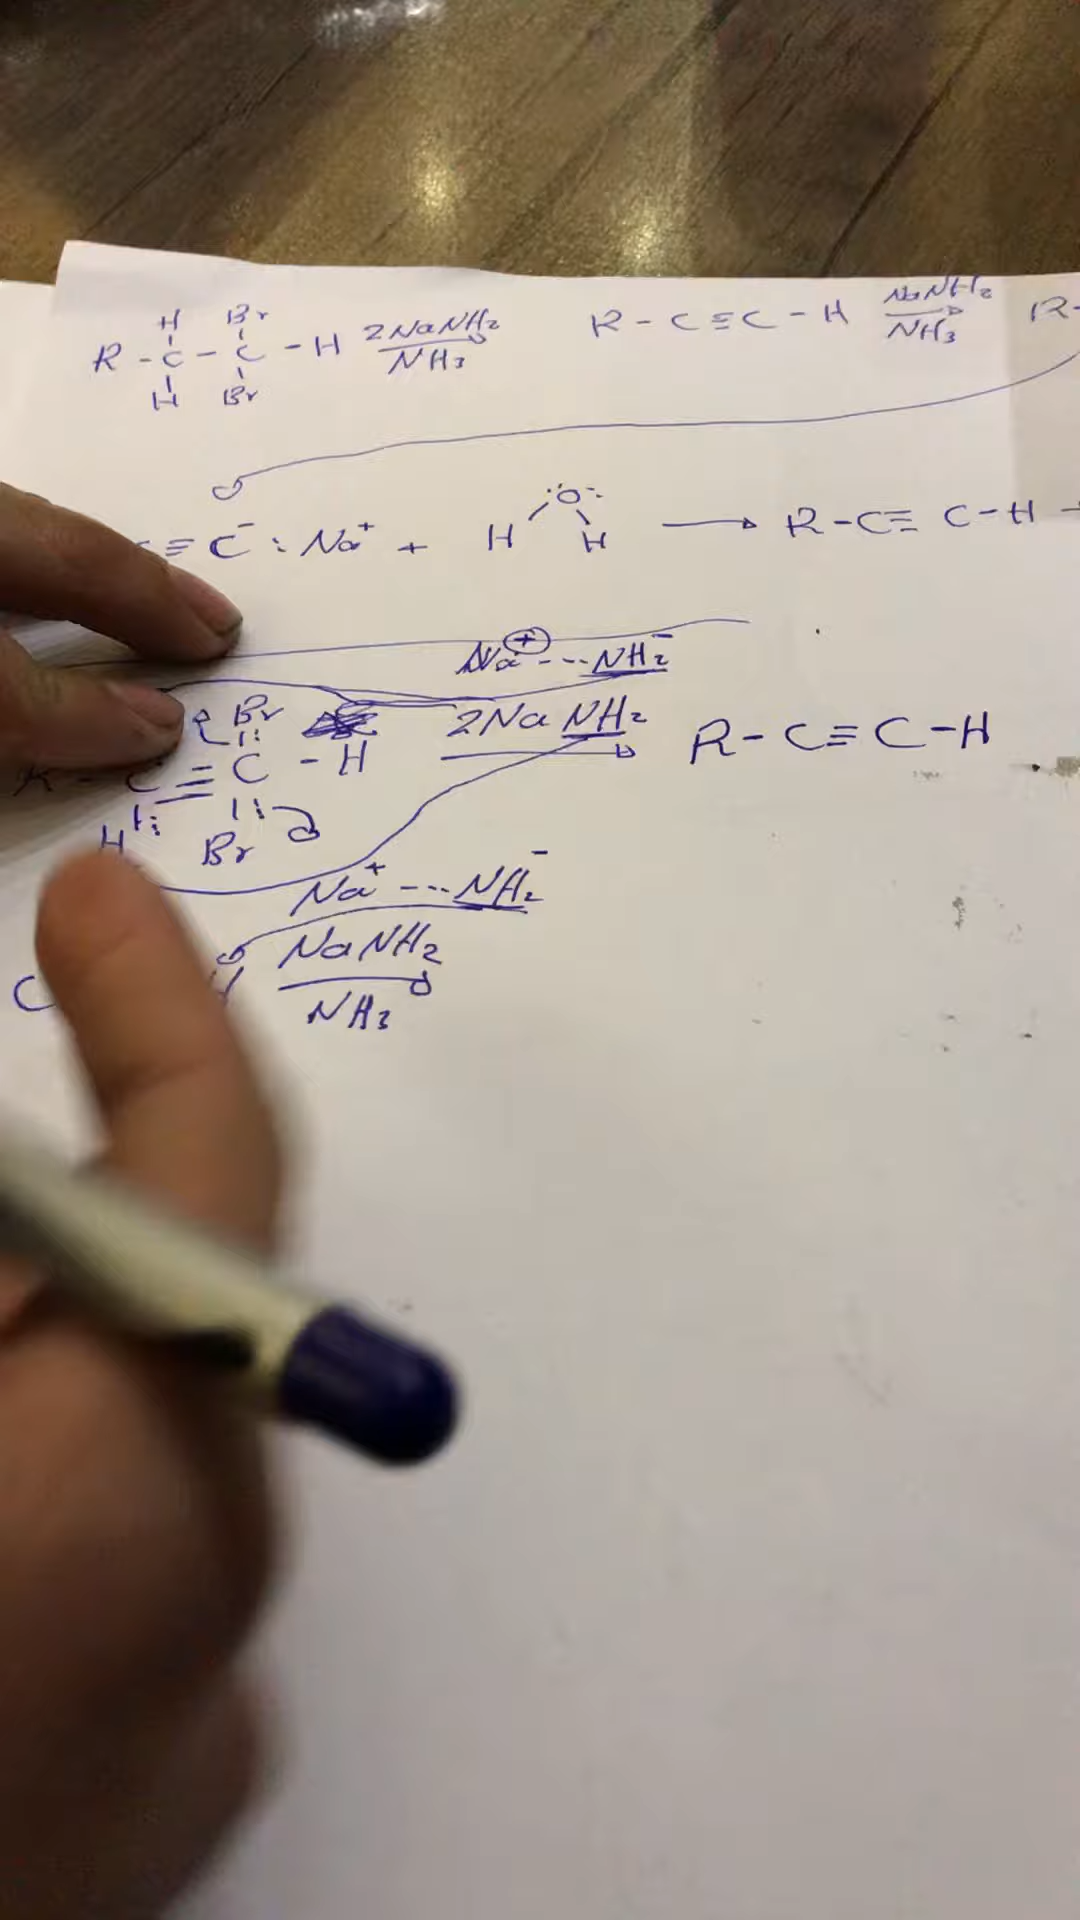 H Br
R - C - C - H 2NaNH₂ R - C ≡ C - H NaNH₂ R-
H Br NH₃ NH₃
≡ C⁻ : Na⁺ + H :O: H → R - C ≡ C - H +
Na⁺ --- NH₂⁻
Br 2NaNH₂ R - C ≡ C - H
R - C ≡ C - H
H Br
Na⁺ --- NH₂⁻
C H NaNH₂
NH₃